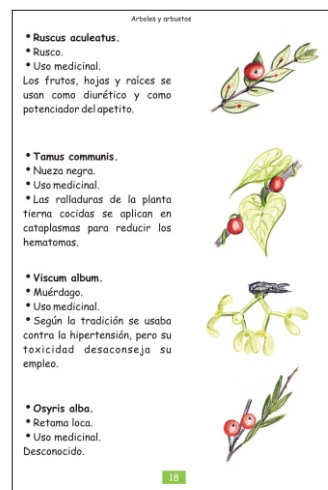 Arboles y arbustos
• Ruscus aculeatus.
• Rusco.
• Uso medicinal.
Los frutos, hojas y raíces se
usan como diurético y como
potenciador del apetito.
• Tamus communis.
• Nueza negra.
• Uso medicinal.
• Las ralladuras de la planta
tierna cocidas se aplican en
cataplasmas para reducir los
hematomas.
• Viscum album.
• Muérdago.
• Uso medicinal.
• Según la tradición se usaba
contra la hipertensión, pero su
toxicidad desaconseja su
empleo.
• Osyris alba.
• Retama loca.
• Uso medicinal.
Desconocido.
18